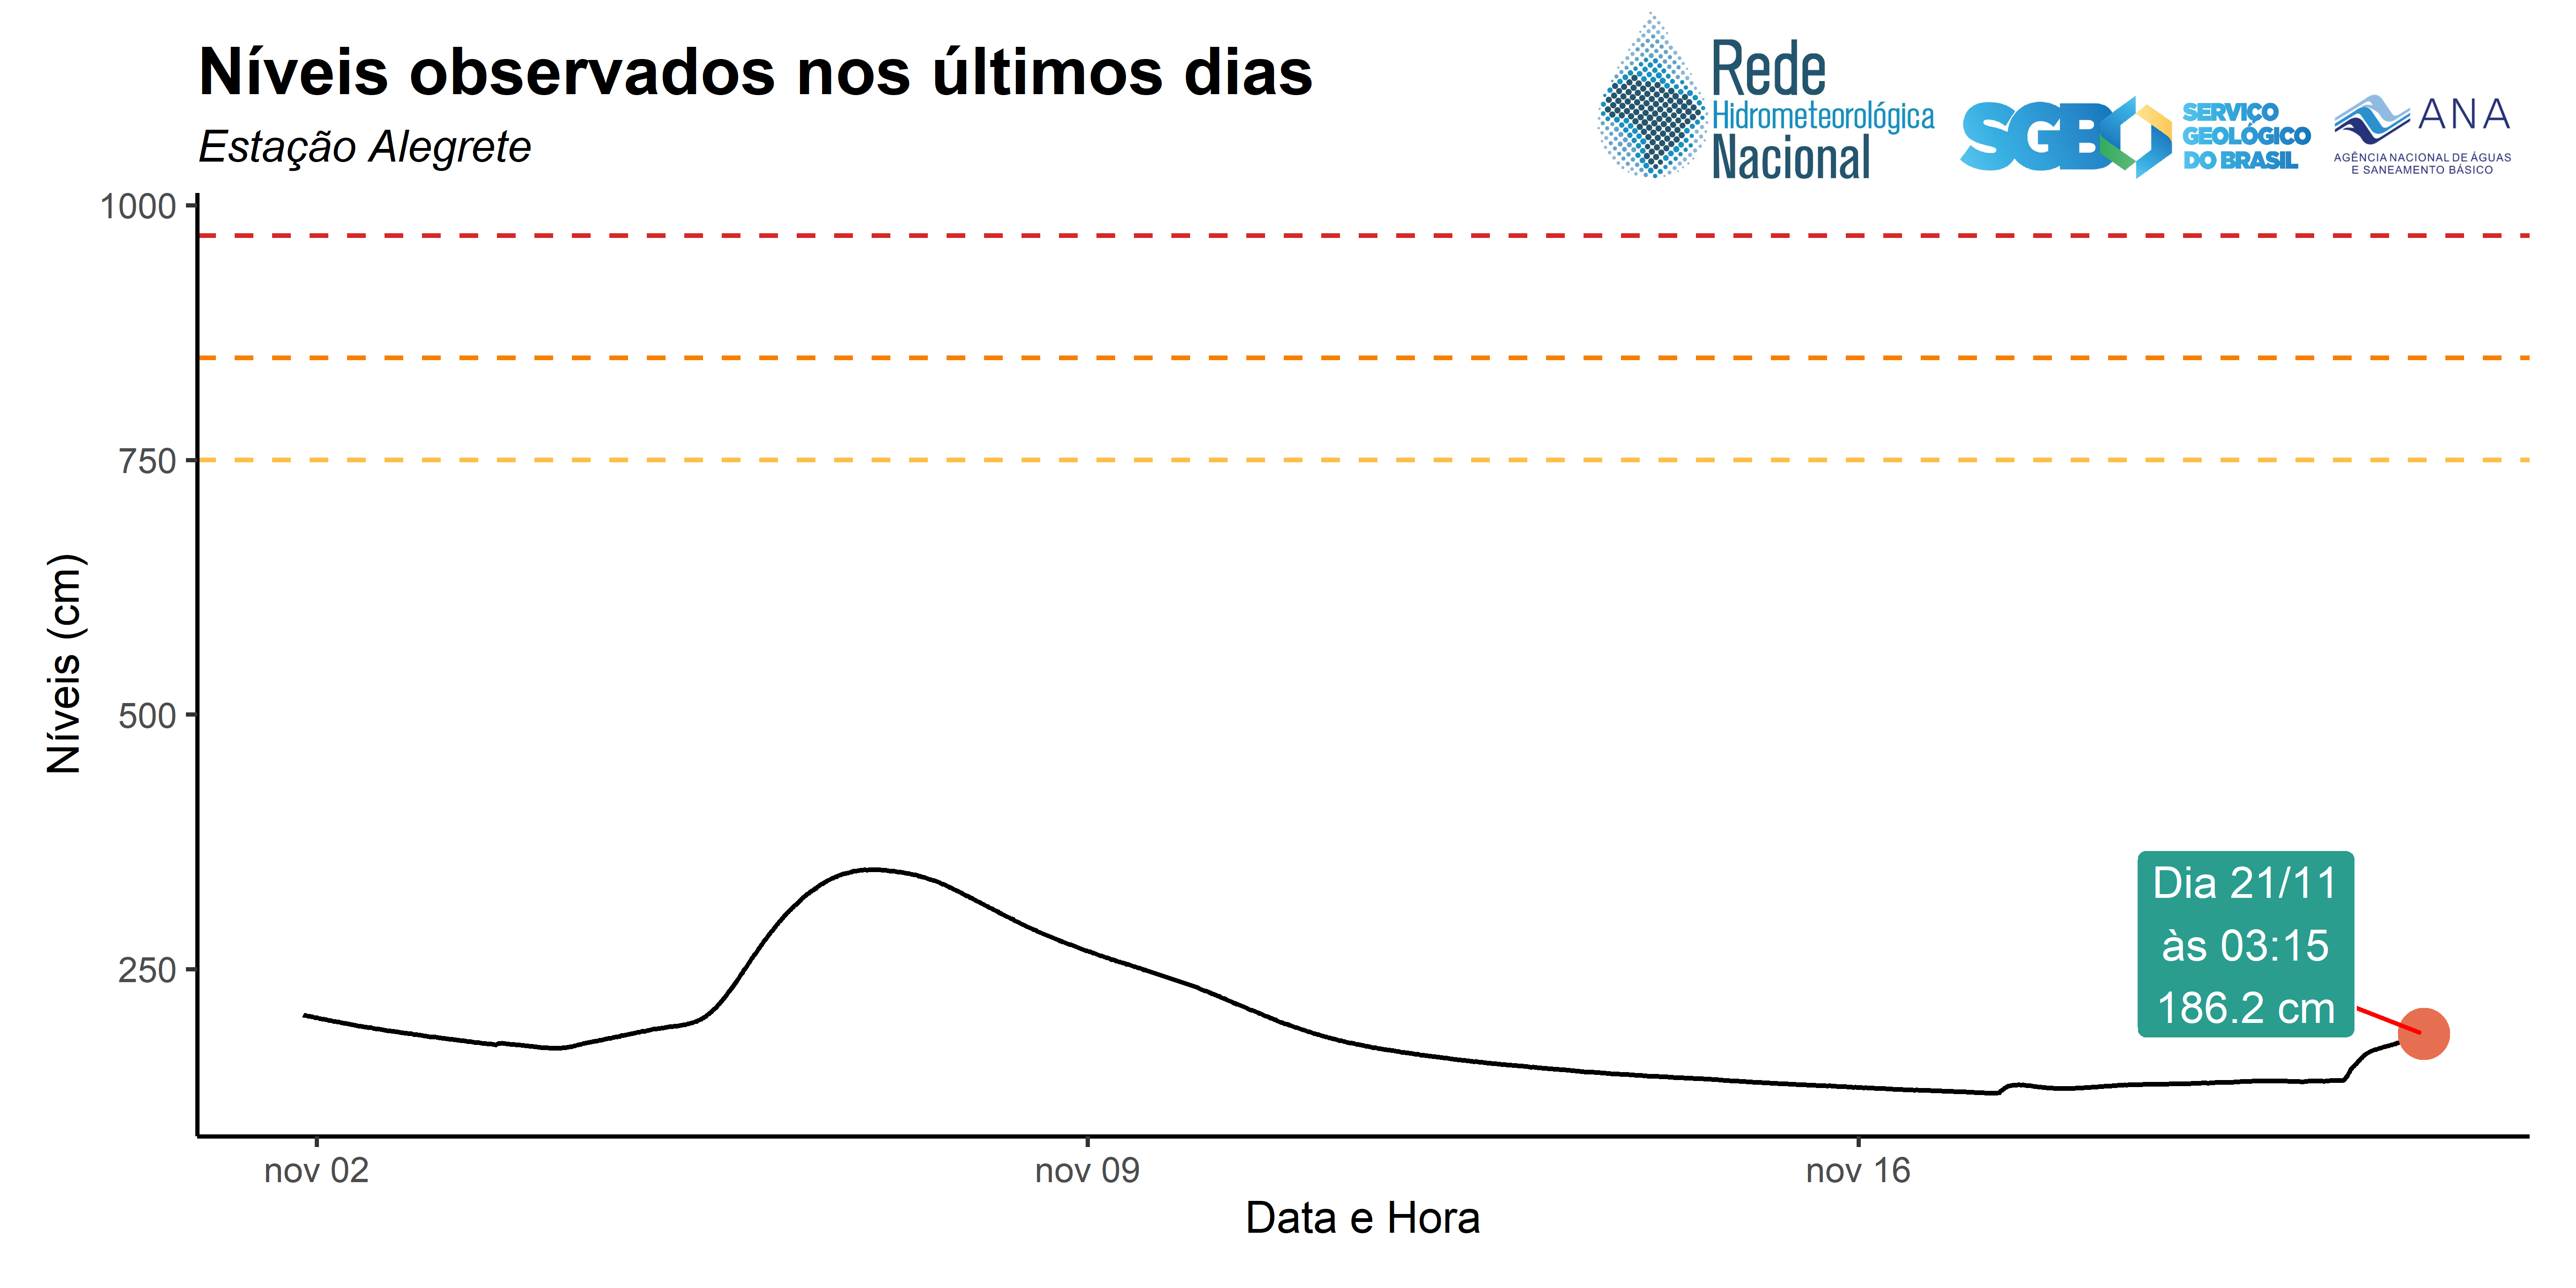 Níveis observados nos últimos dias
Estação Alegrete
Rede
Hidrometeorológica
Nacional
SGB
SERVIÇO
GEOLÓGICO
DO BRASIL
ANA
AGÊNCIA NACIONAL DE ÁGUAS
E SANEAMENTO BÁSICO
1000
750
500
250
Níveis (cm)
Dia 21/11
às 03:15
186.2 cm
nov 02
nov 09
nov 16
Data e Hora